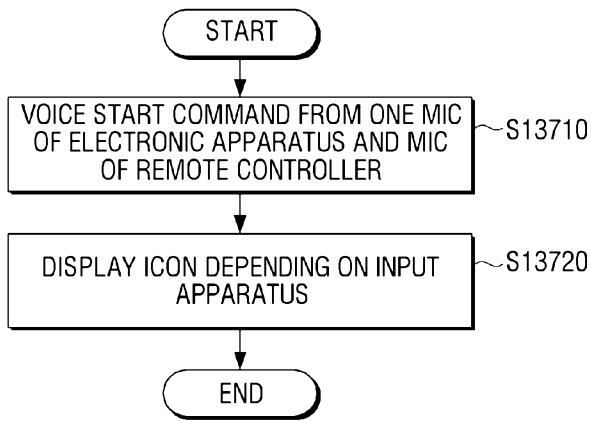 START
VOICE START COMMAND FROM ONE MIC
OF ELECTRONIC APPARATUS AND MIC
OF REMOTE CONTROLLER
S13710
DISPLAY ICON DEPENDING ON INPUT
APPARATUS
S13720
END